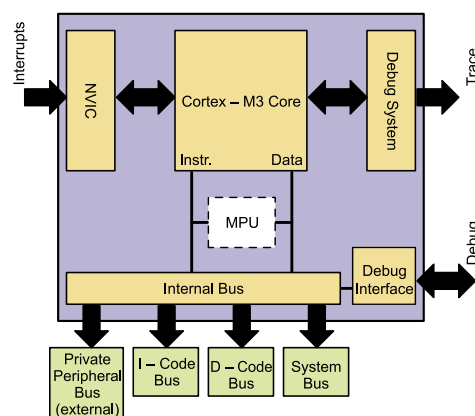 Interrupts
NVIC
Cortex – M3 Core
Instr.
Data
Debug System
Trace
MPU
Internal Bus
Debug
Interface
Debug
Private
Peripheral
Bus
(external)
I – Code
Bus
D – Code
Bus
System
Bus